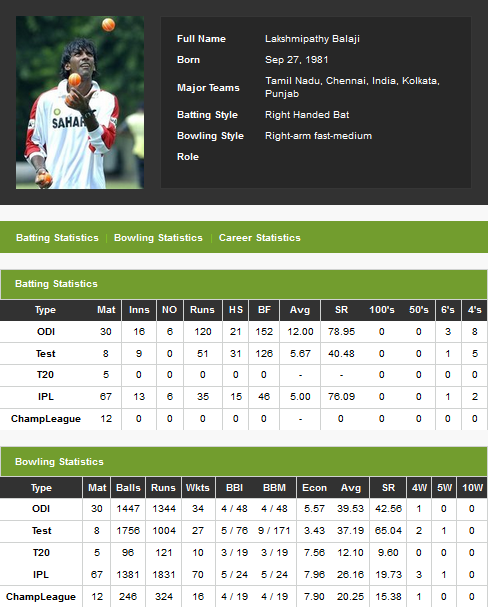 SAHAR
Full Name Lakshmipathy Balaji
Born Sep 27, 1981
Major Teams Tamil Nadu, Chennai, India, Kolkata,
Punjab
Batting Style Right Handed Bat
Bowling Style Right-arm fast-medium
Role
Batting Statistics | Bowling Statistics | Career Statistics
Batting Statistics
Type Mat Inns NO Runs HS BF Avg SR 100's 50's 6's 4's
ODI 30 16 6 120 21 152 12.00 78.95 0 0 3 8
Test 8 9 0 51 31 126 5.67 40.48 0 0 1 5
T20 5 0 0 0 0 0 - - 0 0 0 0
IPL 67 13 6 35 15 46 5.00 76.09 0 0 1 2
ChampLeague 12 0 0 0 0 0 - 0 0 0 0 0
Bowling Statistics
Type Mat Balls Runs Wkts BBI BBM Econ Avg SR 4W 5W 10W
ODI 30 1447 1344 34 4 / 48 4 / 48 5.57 39.53 42.56 1 0 0
Test 8 1756 1004 27 5 / 76 9 / 171 3.43 37.19 65.04 2 1 0
T20 5 96 121 10 3 / 19 3 / 19 7.56 12.10 9.60 0 0 0
IPL 67 1381 1831 70 5 / 24 5 / 24 7.96 26.16 19.73 3 1 0
ChampLeague 12 246 324 16 4 / 19 4 / 19 7.90 20.25 15.38 1 0 0